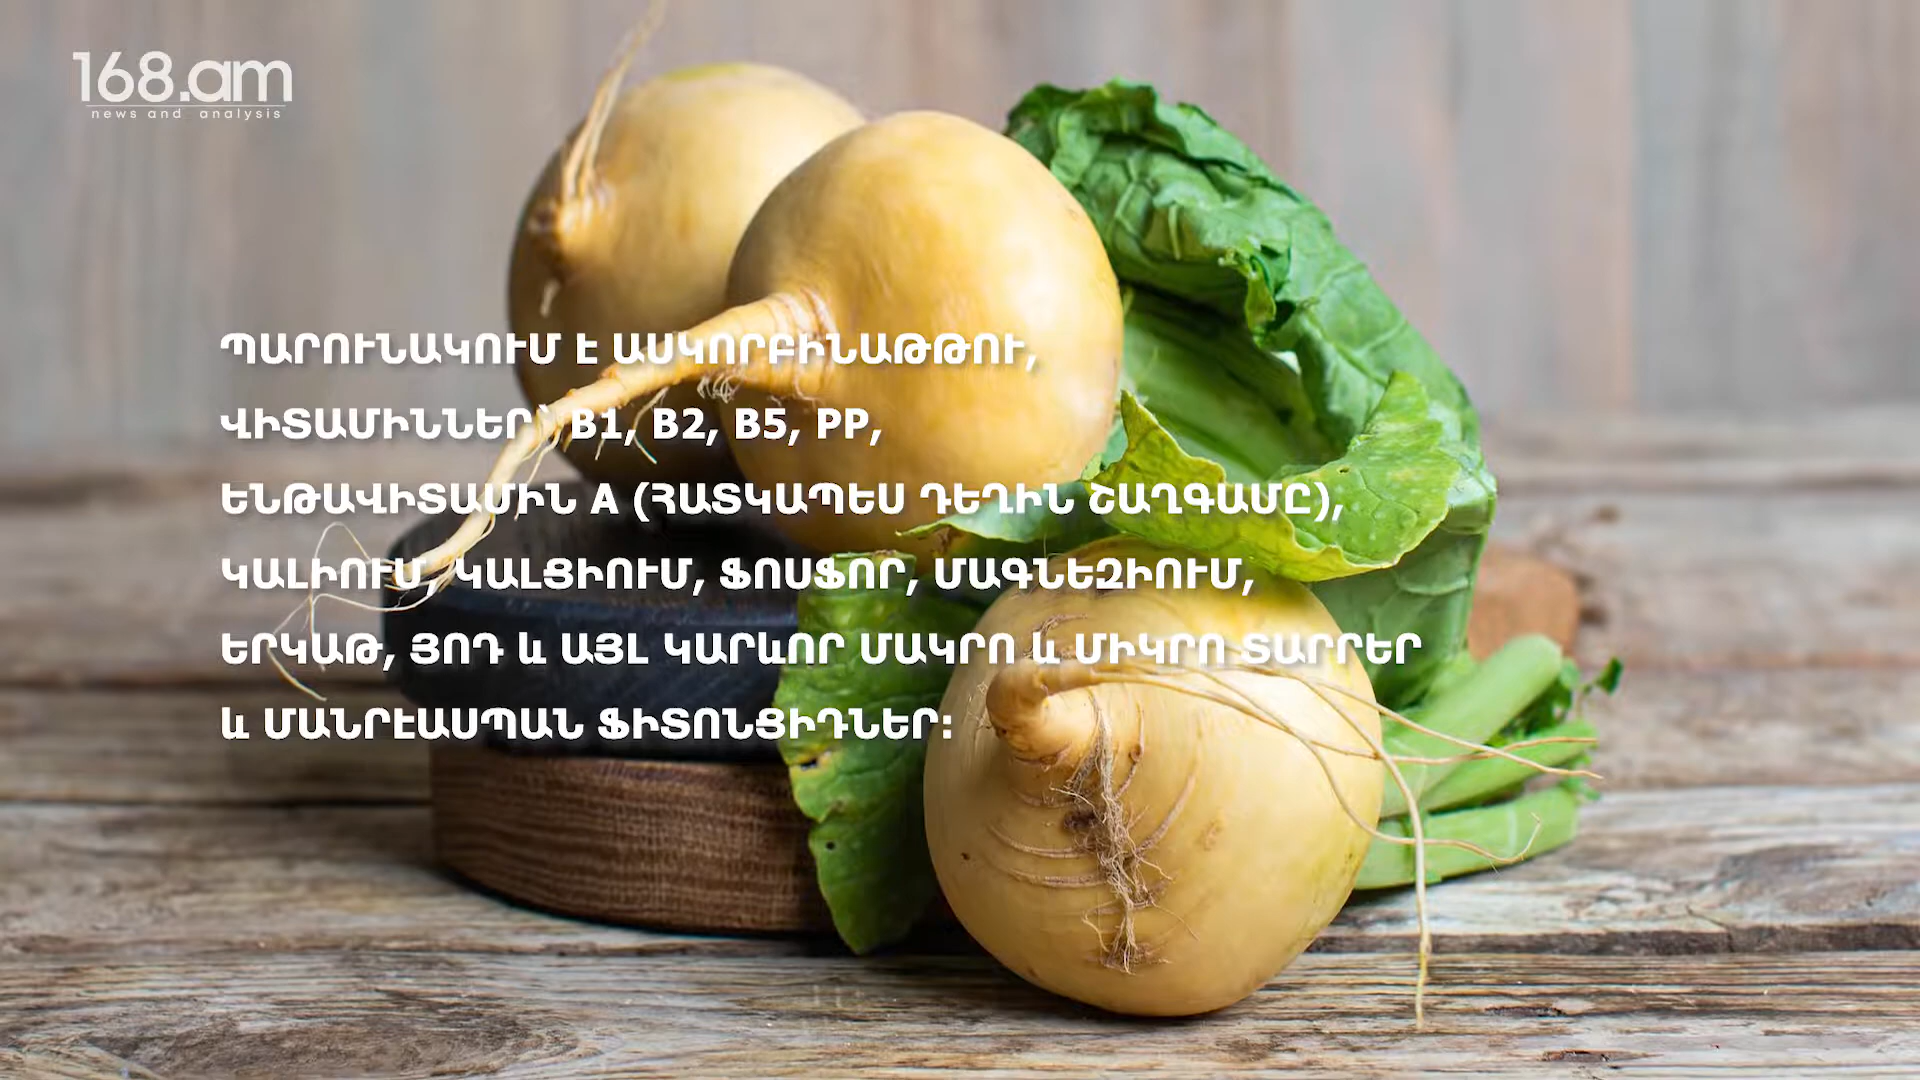 168.am
news and analysis
ՊԱՐՈՒՆԱԿՈՒՄ Է ԱՍԿՈՐԲԻՆԱԹԹՈՒ,
ՎԻՏԱՄԻՆՆԵՐ՝ B1, B2, B5, PP,
ԵՆԹԱՎԻՏԱՄԻՆ A (ՀԱՏԿԱՊԵՍ ԴԵՂԻՆ ՇԱՂԳԱՄԸ),
ԿԱԼԻՈՒՄ, ԿԱԼՑԻՈՒՄ, ՖՈՍՖՈՐ, ՄԱԳՆԵԶԻՈՒՄ,
ԵՐԿԱԹ, ՅՈԴ և ԱՅԼ ԿԱՐևՈՐ ՄԱԿՐՈ և ՄԻԿՐՈ ՏԱՐՐԵՐ
և ՄԱՆՐԷԱՍՊԱՆ ՖԻՏՈՆՑԻԴՆԵՐ։